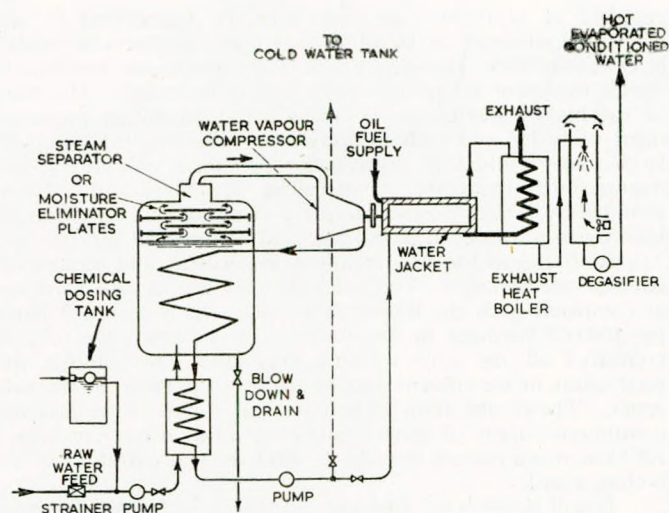 TO
COLD WATER TANK
HOT
EVAPORATED
CONDITIONED
WATER
WATER VAPOUR
COMPRESSOR
OIL
FUEL
SUPPLY
EXHAUST
STEAM
SEPARATOR
OR
MOISTURE
ELIMINATOR
PLATES
WATER
JACKET
EXHAUST
HEAT
BOILER
DEGASIFIER
CHEMICAL
DOSING
TANK
BLOW
DOWN &
DRAIN
RAW
WATER
FEED
STRAINER
PUMP
PUMP